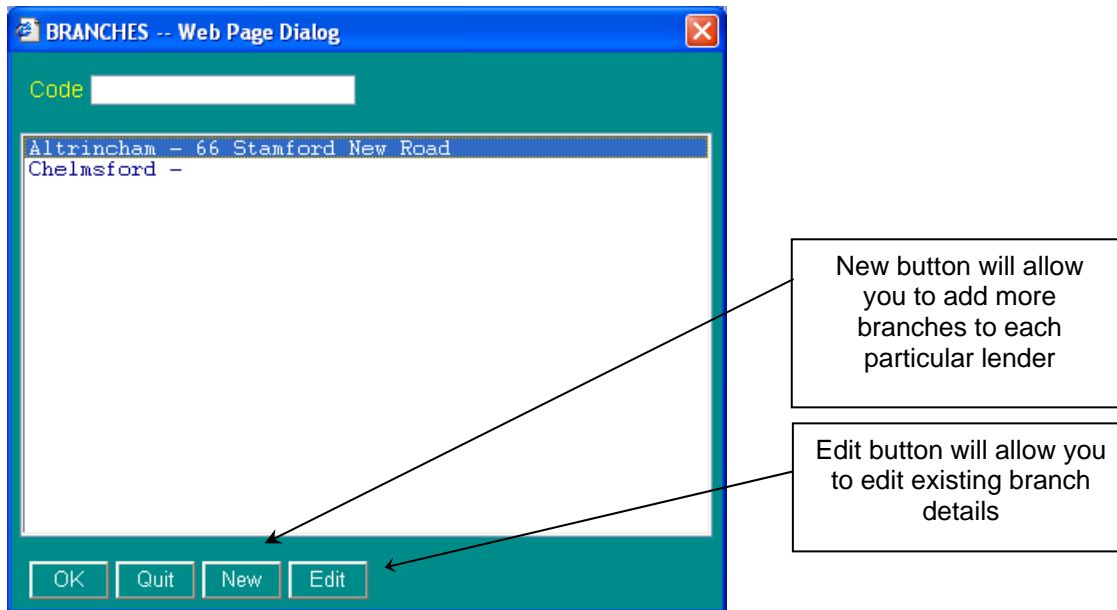 BRANCHES -- Web Page Dialog
Code
Altrincham - 66 Stamford New Road
Chelmsford -
New button will allow
you to add more
branches to each
particular lender
Edit button will allow you
to edit existing branch
details
OK Quit New Edit